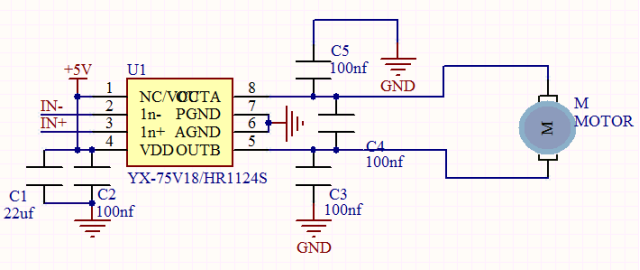 C5
100nf
GND
+5V
U1
1
NC/VCC
OUTA
8
IN-
2
1n-
PGND
7
IN+
3
1n+
AGND
6
4
VDD
OUTB
5
M
MOTOR
M
C4
100nf
YX-75V18/HR1124S
C1
22uf
C2
100nf
C3
100nf
GND